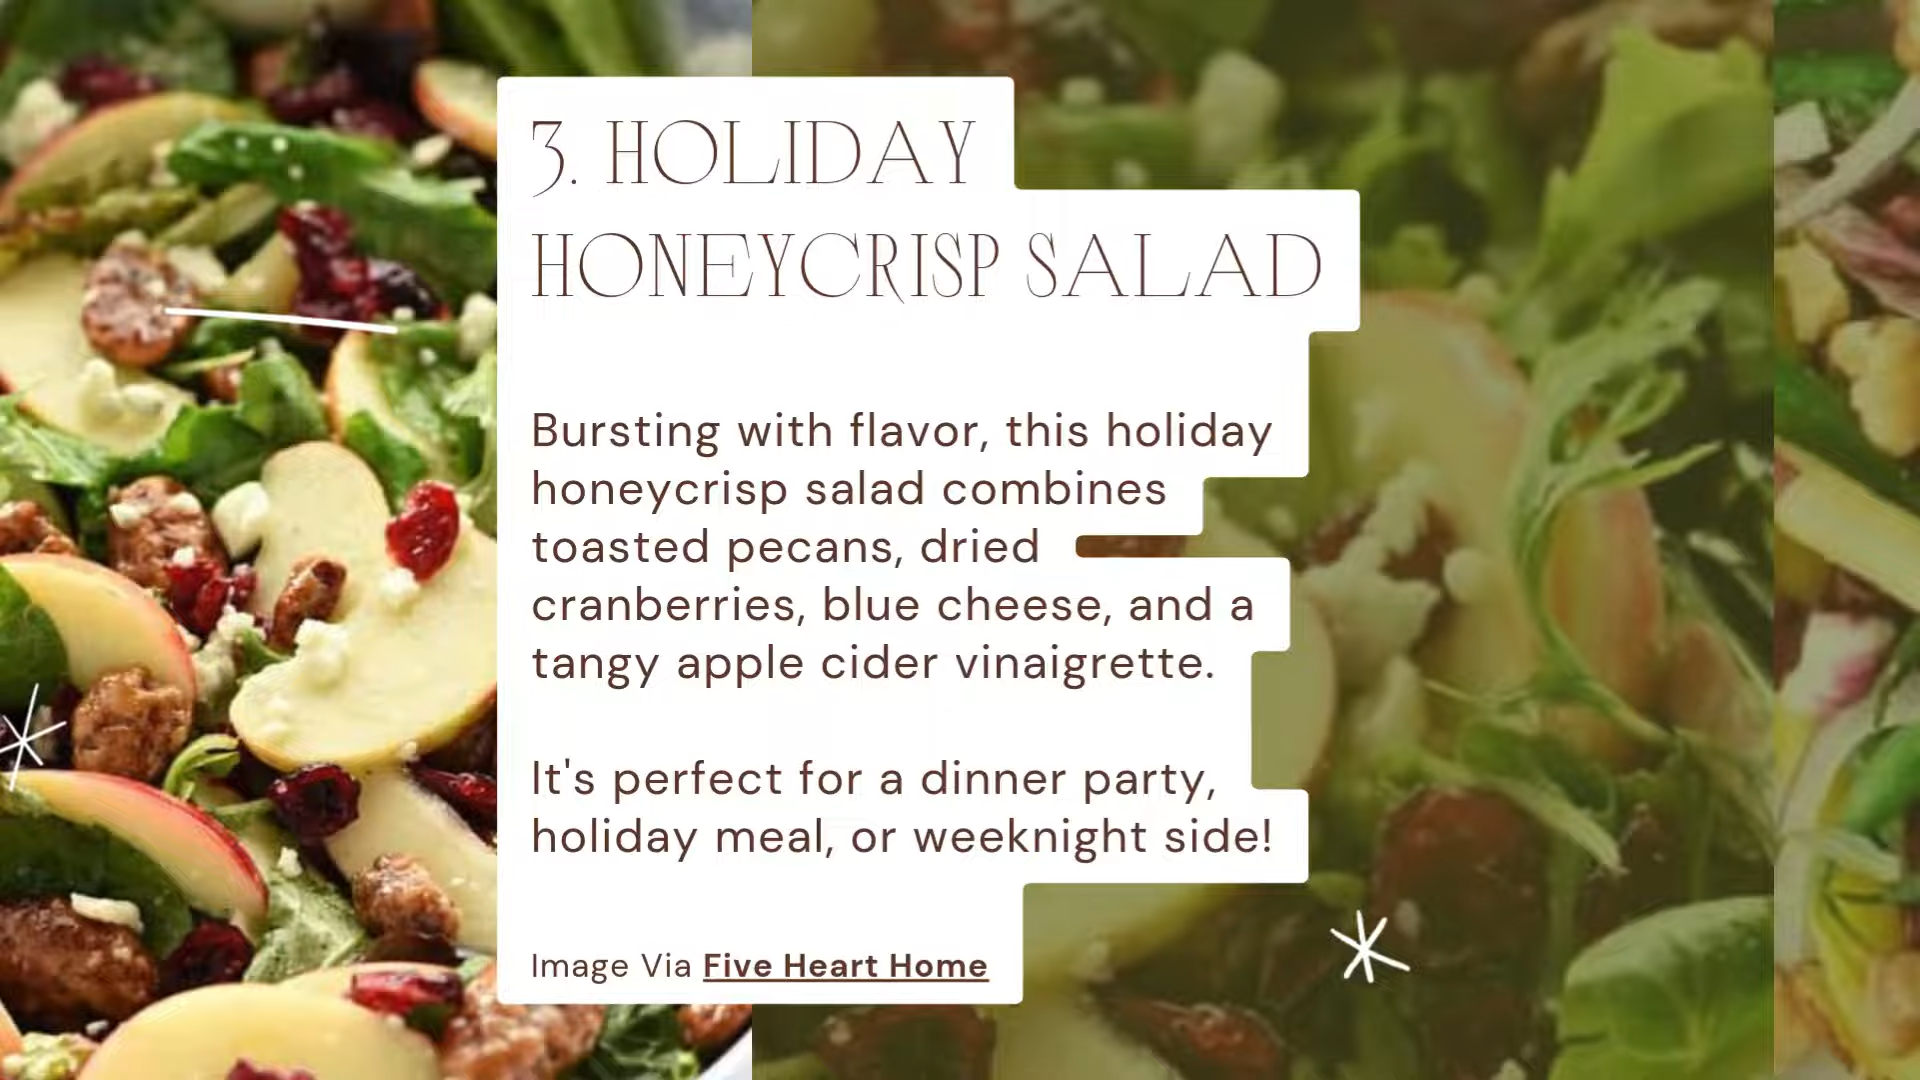 3. HOLIDAY
HONEYCRISP SALAD
Bursting with flavor, this holiday
honeycrisp salad combines
toasted pecans, dried
cranberries, blue cheese, and a
tangy apple cider vinaigrette.
It's perfect for a dinner party,
holiday meal, or weeknight side!
Image Via Five Heart Home